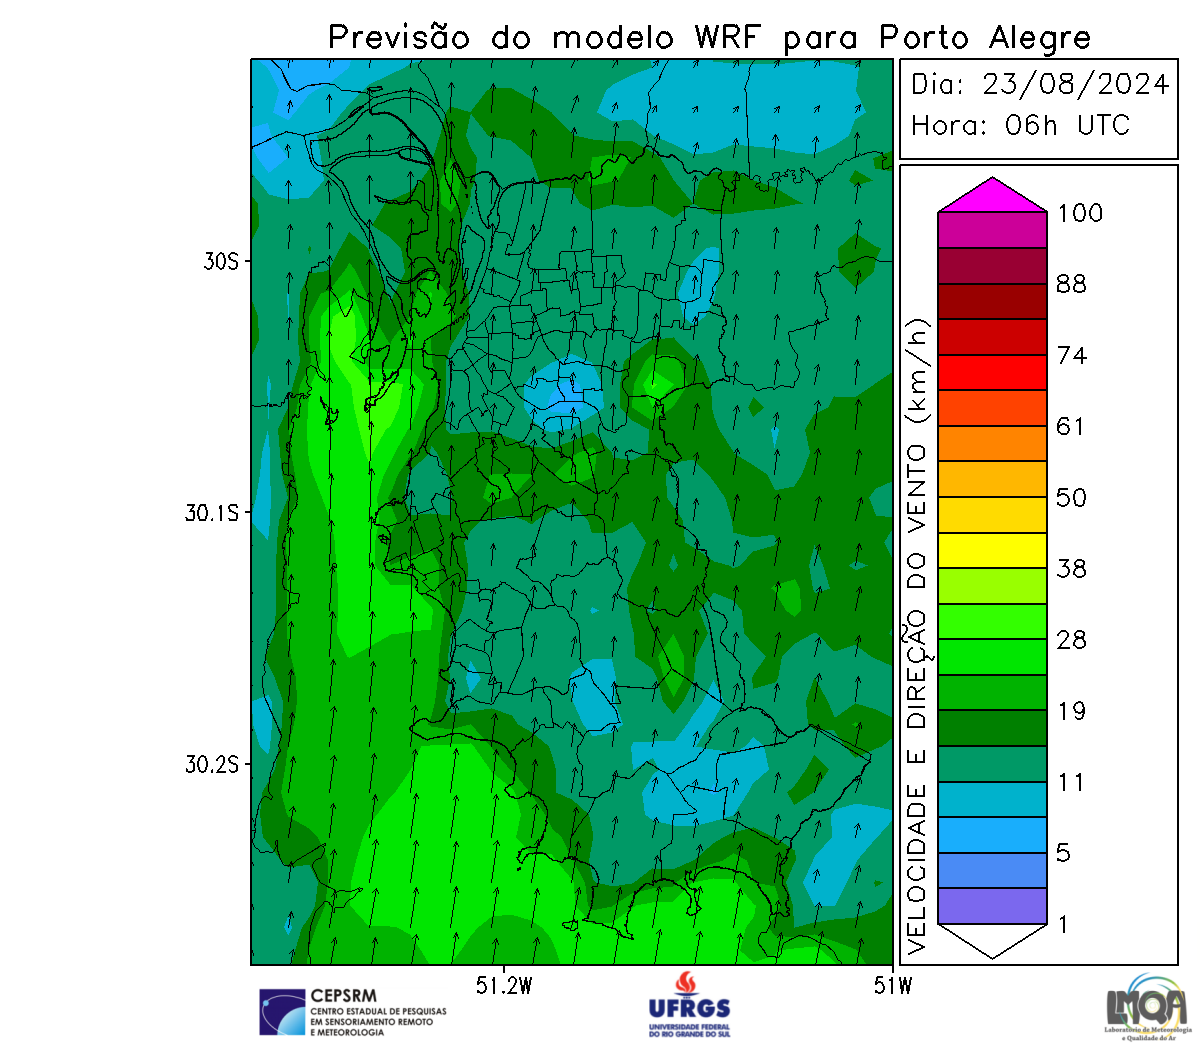 Previsão do modelo WRF para Porto Alegre
Dia: 23/08/2024
Hora: 06h UTC
30S
30.1S
30.2S
51.2W
51W
VELOCIDADE E DIREÇÃO DO VENTO (km/h)
100
88
74
61
50
38
28
19
11
5
1
CEPSRM
CENTRO ESTADUAL DE PESQUISAS
EM SENSORIAMENTO REMOTO
E METEOROLOGIA
UFRGS
UNIVERSIDADE FEDERAL
DO RIO GRANDE DO SUL
LMQA
Laboratório de Meteorologia
e Qualidade do Ar